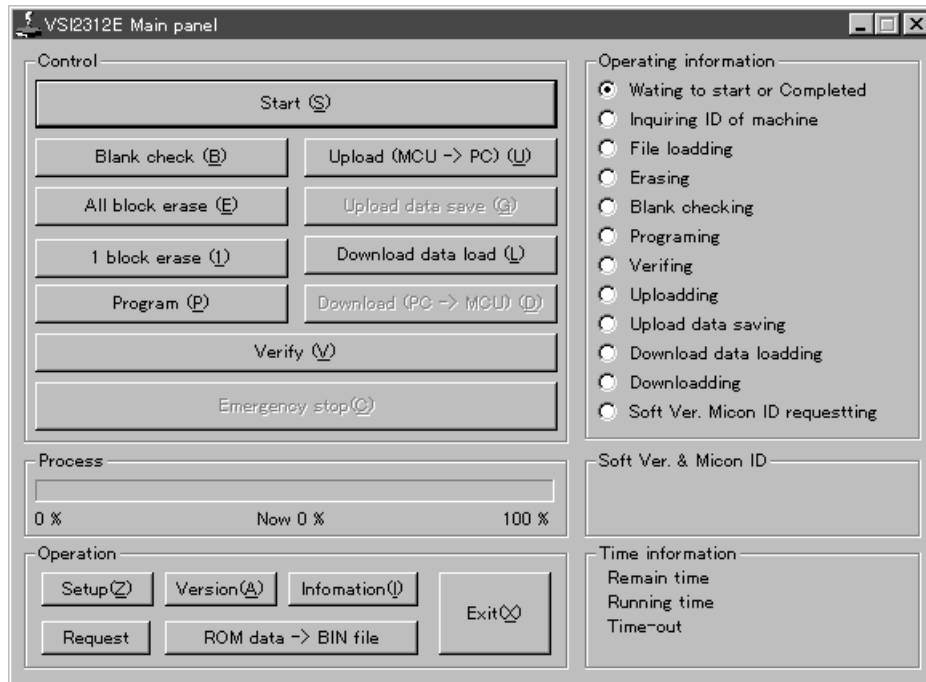 VSI2312E Main panel
Control
Start (S)
Blank check (B)
Upload (MCU -> PC) (U)
All block erase (E)
Upload data save (G)
1 block erase (1)
Download data load (L)
Program (P)
Download (PC -> MCU) (D)
Verify (V)
Emergency stop(C)
Operating information
Wating to start or Completed
Inquiring ID of machine
File loadding
Erasing
Blank checking
Programing
Verifing
Uploadding
Upload data saving
Download data loadding
Downloadding
Soft Ver. Micon ID requestting
Process
0 % Now 0 % 100 %
Soft Ver. & Micon ID
Operation
Setup(Z) Version(A) Infomation(I)
Exit(X)
Request ROM data -> BIN file
Time information
Remain time
Running time
Time-out